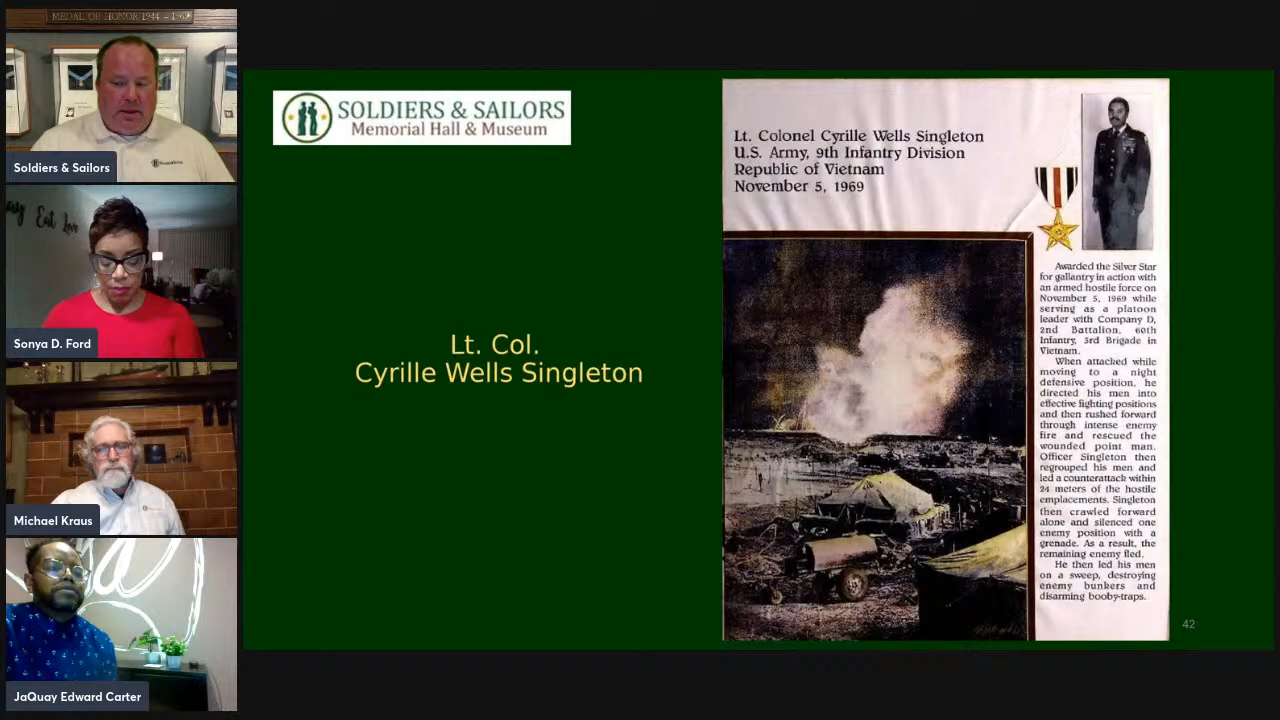 MEDAL OF HONOR 1944 - 1969
Soldiers & Sailors
Eat Love
Sonya D. Ford
Michael Kraus
JaQuay Edward Carter
SOLDIERS & SAILORS
Memorial Hall & Museum
Lt. Col.
Cyrille Wells Singleton
Lt. Colonel Cyrille Wells Singleton
U.S. Army, 9th Infantry Division
Republic of Vietnam
November 5, 1969
Awarded the Silver Star
for gallantry in action with
an armed hostile force on
November 5, 1969 while
serving as a platoon
leader with Company D,
2nd Battalion, 60th
Infantry, 3rd Brigade in
Vietnam.
When attacked while
moving to a night
defensive position, he
directed his men into
effective fighting positions
and then rushed forward
through intense enemy
fire and rescued the
wounded point man.
Officer Singleton then
regrouped his men and
led a counterattack within
24 meters of the hostile
emplacements. Singleton
then crawled forward
alone and silenced one
enemy position with a
grenade. As a result, the
remaining enemy fled.
He then led his men
on a sweep, destroying
enemy bunkers and
disarming booby-traps.
42